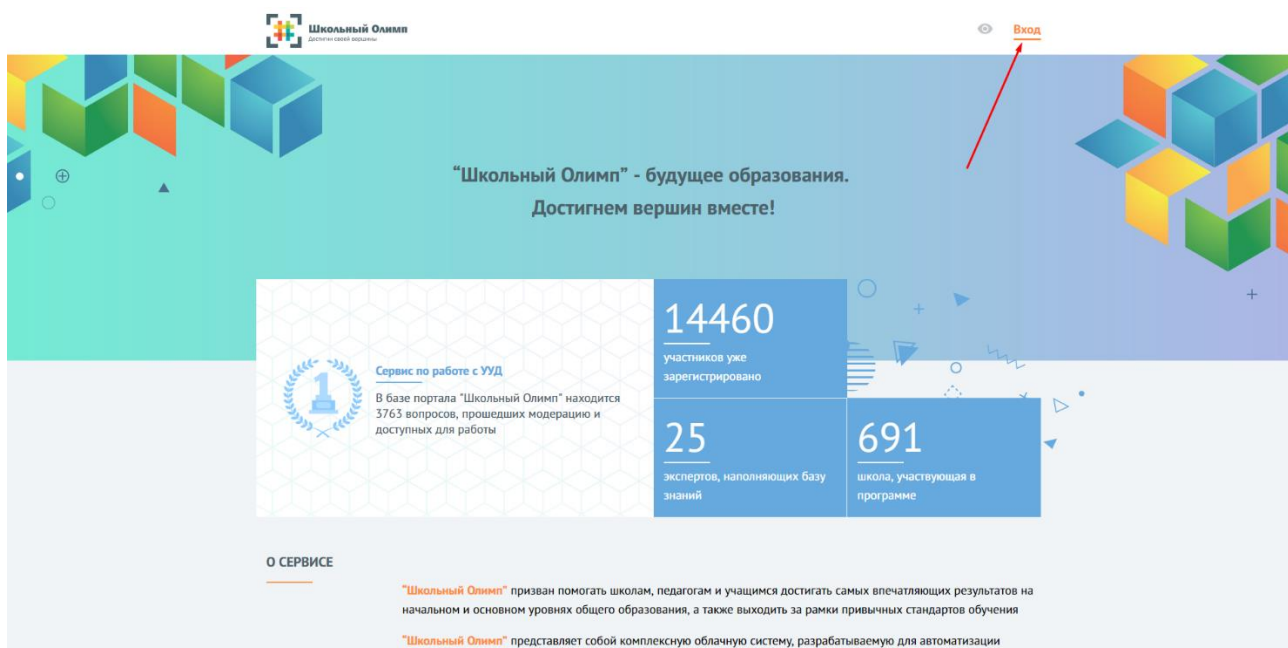 Школьный Олимп
Достигни своей вершины
Вход
“Школьный Олимп” - будущее образования.
Достигнем вершин вместе!
14460
участников уже
зарегистрировано
Сервис по работе с УУД
В базе портала "Школьный Олимп" находится
3763 вопросов, прошедших модерацию и
доступных для работы
25
экспертов, наполняющих базу
знаний
691
школа, участвующая в
программе
О СЕРВИСЕ
"Школьный Олимп" призван помогать школам, педагогам и учащимся достигать самых впечатляющих результатов на
начальном и основном уровнях общего образования, а также выходить за рамки привычных стандартов обучения
"Школьный Олимп" представляет собой комплексную облачную систему, разрабатываемую для автоматизации